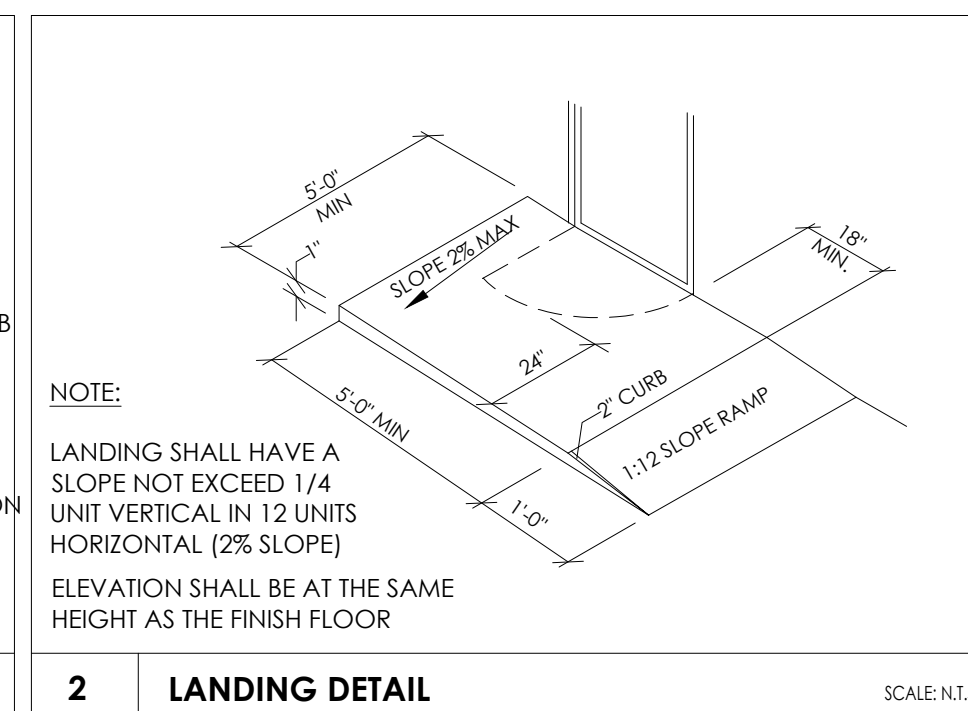 5'-0"
MIN
1"
SLOPE 2% MAX
18"
MIN.
24"
2" CURB
1:12 SLOPE RAMP
5'-0" MIN
1'-0"
B
ON
NOTE:
LANDING SHALL HAVE A
SLOPE NOT EXCEED 1/4
UNIT VERTICAL IN 12 UNITS
HORIZONTAL (2% SLOPE)
ELEVATION SHALL BE AT THE SAME
HEIGHT AS THE FINISH FLOOR
2
LANDING DETAIL
SCALE: N.T.